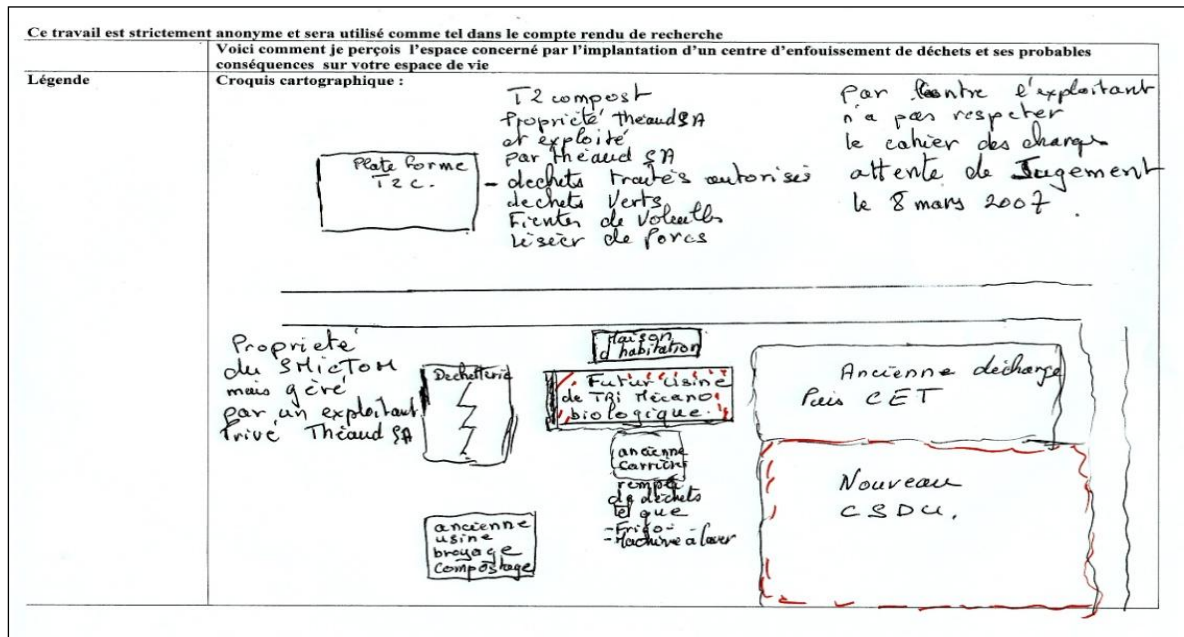 Ce travail est strictement anonyme et sera utilisé comme tel dans le compte rendu de recherche
Voici comment je perçois l'espace concerné par l'implantation d'un centre d'enfouissement de déchets et ses probables
conséquences sur votre espace de vie
Légende
Croquis cartographique :
T2 compost
Propriété Theaud SA
et exploité
par Theaud SA
- dechets traités autorisés
dechets verts
Fientes de volailles
Liseier de Porcs
par contre l'exploitant
n'a pas respeter
le cahier des charges
attente de Jugement
le 8 mars 2007.
Plate forme
T2C.
Proprieté
du SMICTOM
mais géré
par un exploitant
Privé Théaud SA
Dechetterie
Maison
d'habitation
Futur usine
de TRi Mécano
biologique.
ancienne
carrière
rempli
de déchets
tel que
- Frigo -
- Machine à laver
ancienne
usine
broyage
compostage
Ancienne décharge
Puis CET
Nouveau
CSDU.